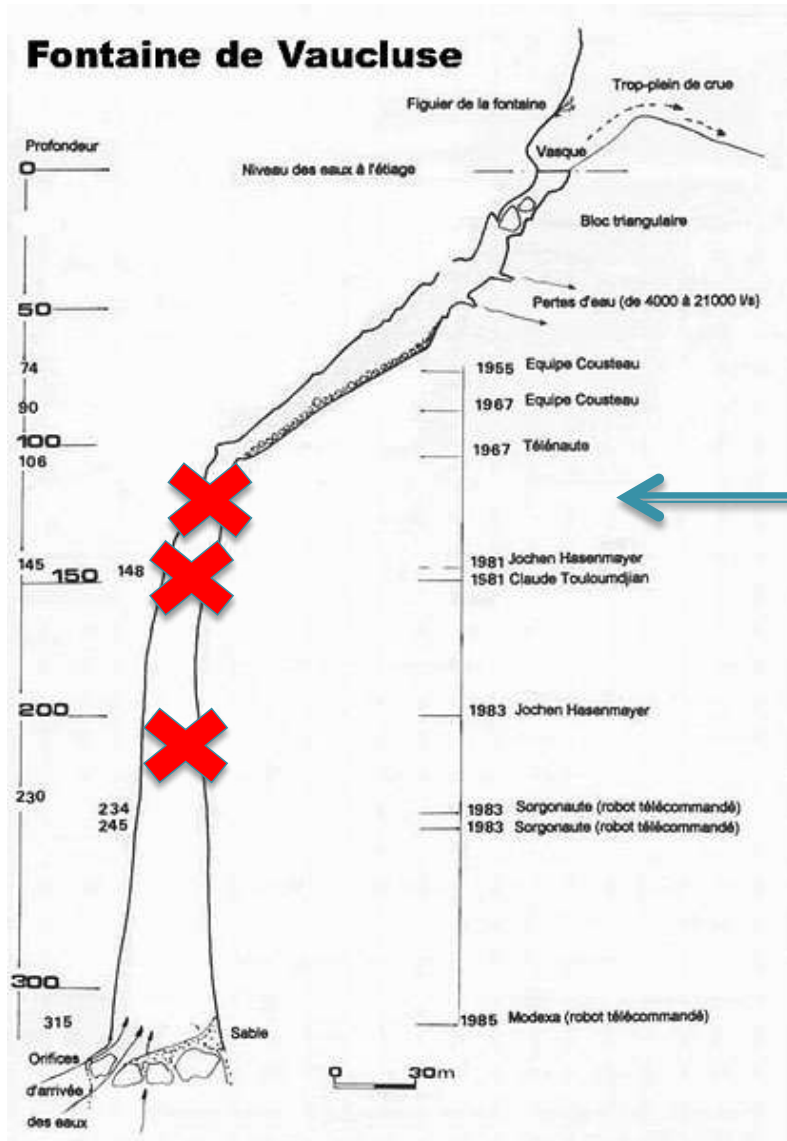 Fontaine de Vaucluse
Trop-plein de crue
Figuier de la fontaine
Profondeur
Vasque
0
Niveau des eaux à l'étiage
Bloc triangulaire
50
Pertes d'eau (de 4000 à 21000 l/s)
74
1955 Equipe Cousteau
90
1967 Equipe Cousteau
100
106
1967 Télénaute
145
150
148
1981 Jochen Hasenmayer
1581 Claude Touloumdjian
200
1983 Jochen Hasenmayer
230
234
245
1983 Sorgonaute (robot télécommandé)
1983 Sorgonaute (robot télécommandé)
300
315
1985 Modexa (robot télécommandé)
Sable
Orifices
d'arrivée
des eaux
0 30m